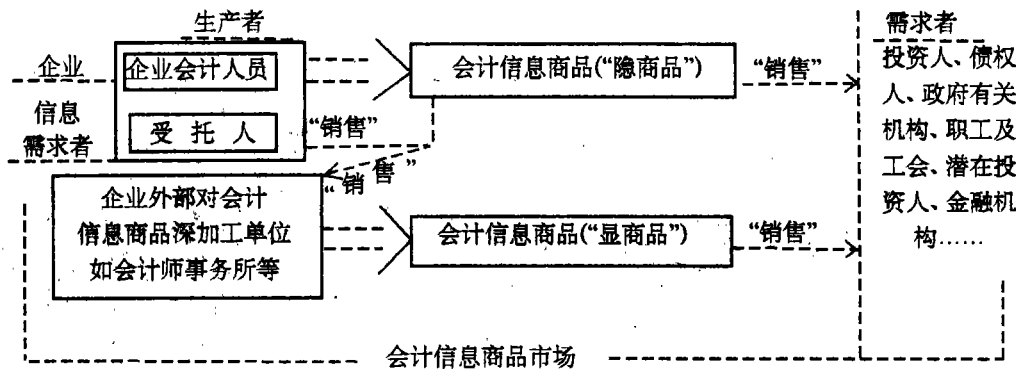 生产者
需求者
企业
企业会计人员
会计信息商品(“隐商品”)
“销售”
信息
需求者
受 托 人
“销售”
“销售”
投资人、债权
人、政府有关
机构、职工及
工会、潜在投
资人、金融机
构……
企业外部对会计
信息商品深加工单位
如会计师事务所等
会计信息商品(“显商品”)
“销售”
会计信息商品市场